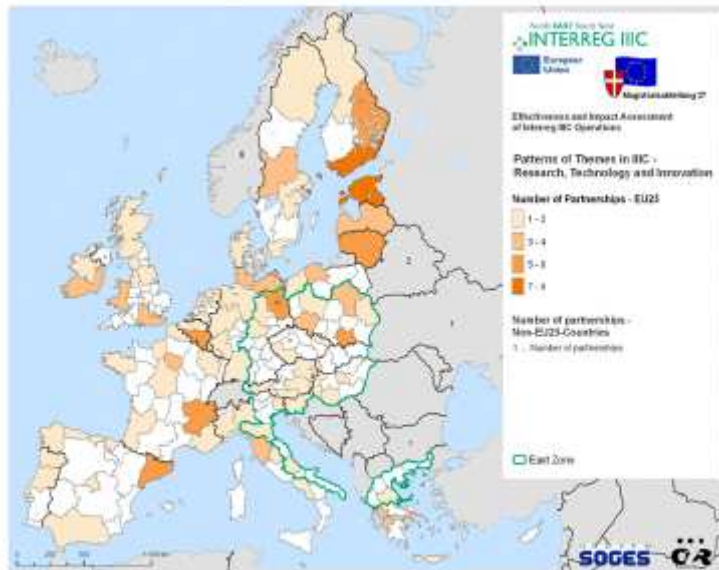 INTERREG IIIC
European
Union
Magistratsabteilung 27
Effectiveness and Impact Assessment
of Interreg IIIC Operations
Patterns of Themes in IIIC -
Research, Technology and Innovation
Number of Partnerships - EU25
1 - 2
3 - 4
5 - 6
Number of partnerships -
Non-EU25-Countries
1 ... Number of partnerships
East Zone
SOGES